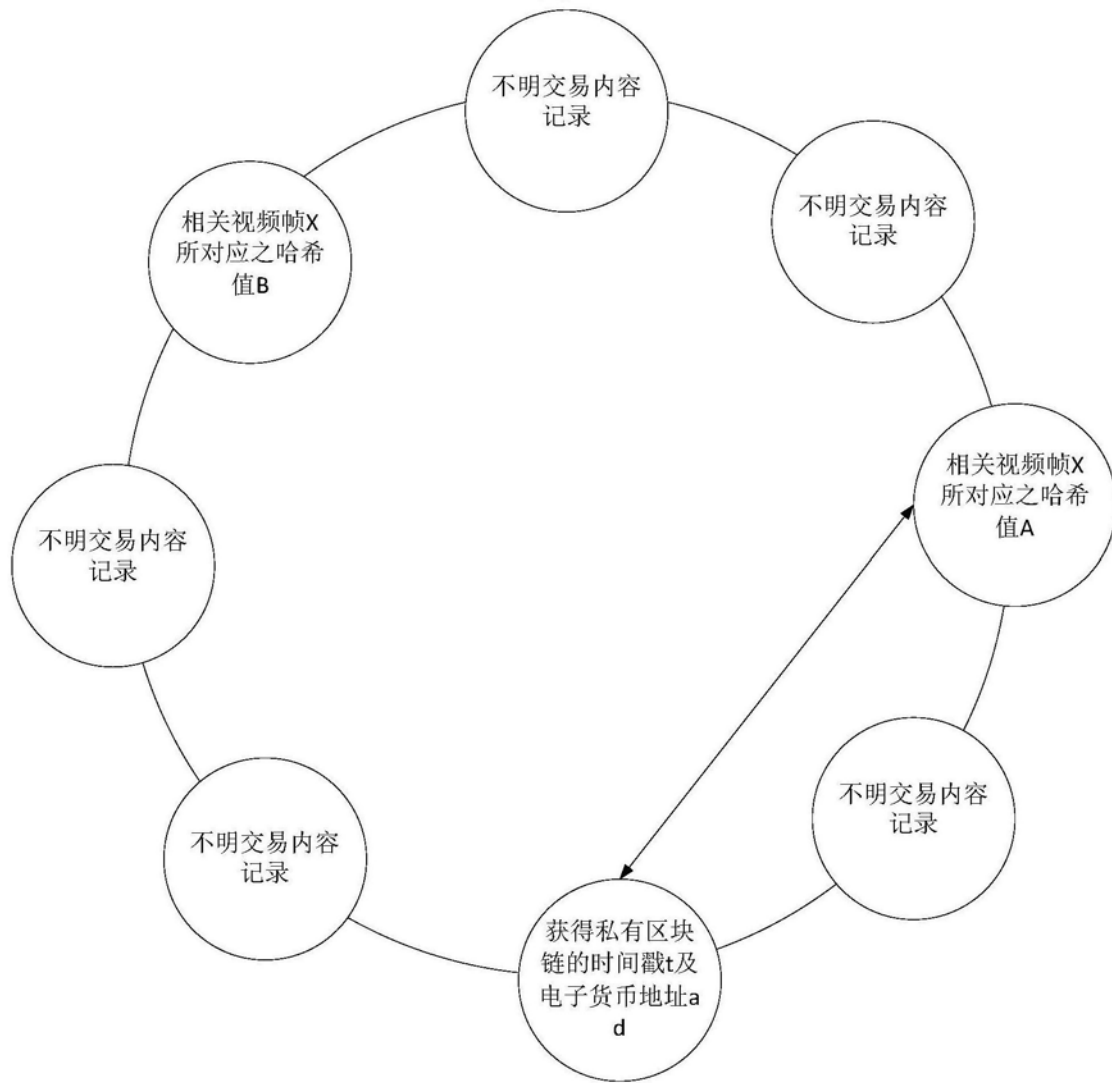 不明交易内容
记录
不明交易内容
记录
相关视频帧X
所对应之哈希
值B
相关视频帧X
所对应之哈希
值A
不明交易内容
记录
不明交易内容
记录
不明交易内容
记录
获得私有区块
链的时间戳t及
电子货币地址a
d